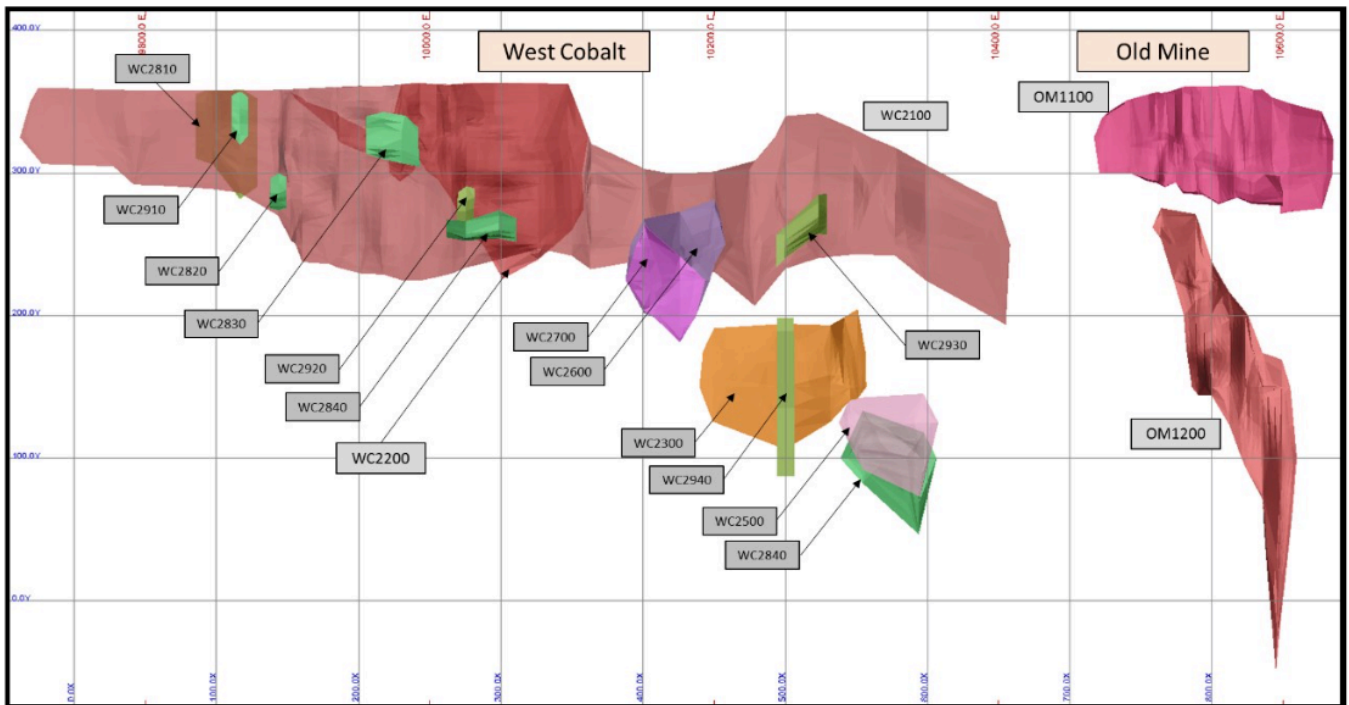 400.0Y
9800.0 E
10000.0 E
10200.0 E
10400.0 E
10600.0 E
West Cobalt
Old Mine
WC2810
OM1100
WC2100
300.0Y
WC2910
WC2820
WC2830
200.0Y
WC2700
WC2930
WC2920
WC2600
WC2840
WC2300
OM1200
WC2200
100.0Y
WC2940
WC2500
WC2840
0.0Y
0.0X
100.0X
200.0X
300.0X
400.0X
500.0X
600.0X
700.0X
800.0X